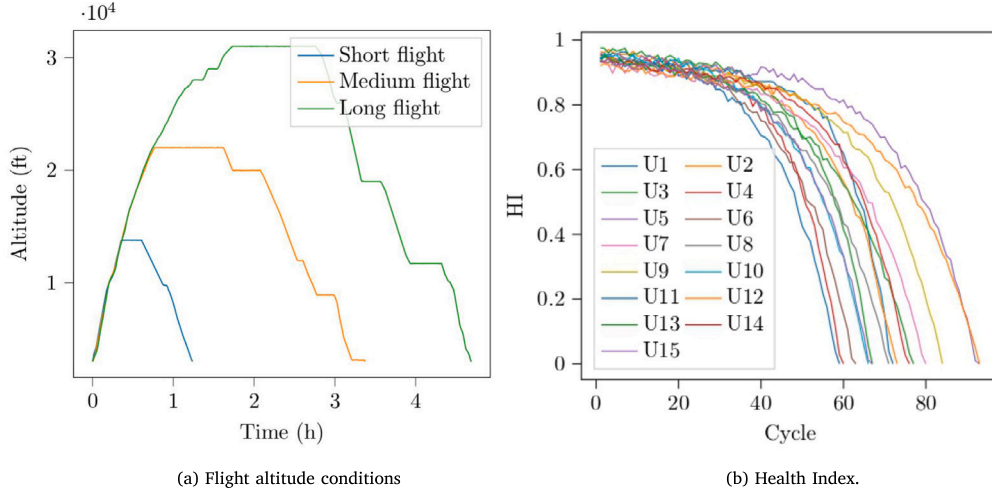 ·10⁴
3
2
1
Altitude (ft)
0 1 2 3 4
Time (h)
Short flight
Medium flight
Long flight
(a) Flight altitude conditions
1
0.8
0.6
0.4
0.2
0
HI
0 20 40 60 80
Cycle
U1 U2
U3 U4
U5 U6
U7 U8
U9 U10
U11 U12
U13 U14
U15
(b) Health Index.